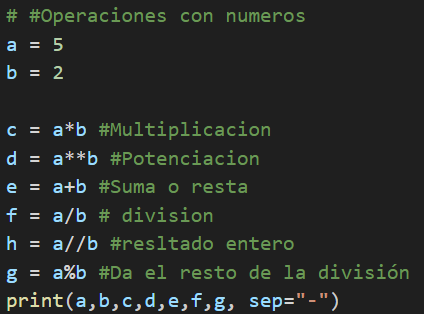 # #Operaciones con numeros
a = 5
b = 2
c = a*b #Multiplicacion
d = a**b #Potenciacion
e = a+b #Suma o resta
f = a/b # division
h = a//b #resltado entero
g = a%b #Da el resto de la división
print(a,b,c,d,e,f,g, sep="-")